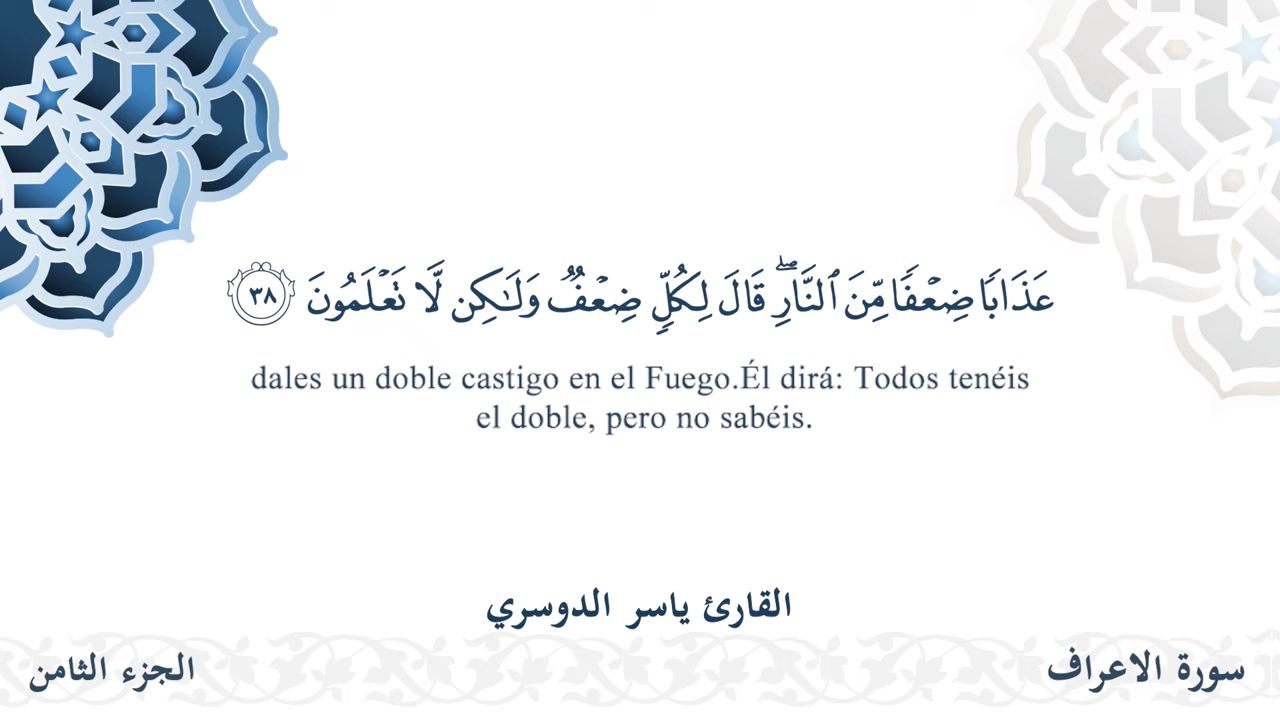 عَذَابًا ضِعْفًا مِّنَ ٱلنَّارِۖ قَالَ لِكُلٍّ ضِعْفٌ وَلَٰكِن لَّا تَعْلَمُونَ ٣٨
dales un doble castigo en el Fuego.Él dirá: Todos tenéis
el doble, pero no sabéis.
القارئ ياسر الدوسري
سورة الاعراف
الجزء الثامن